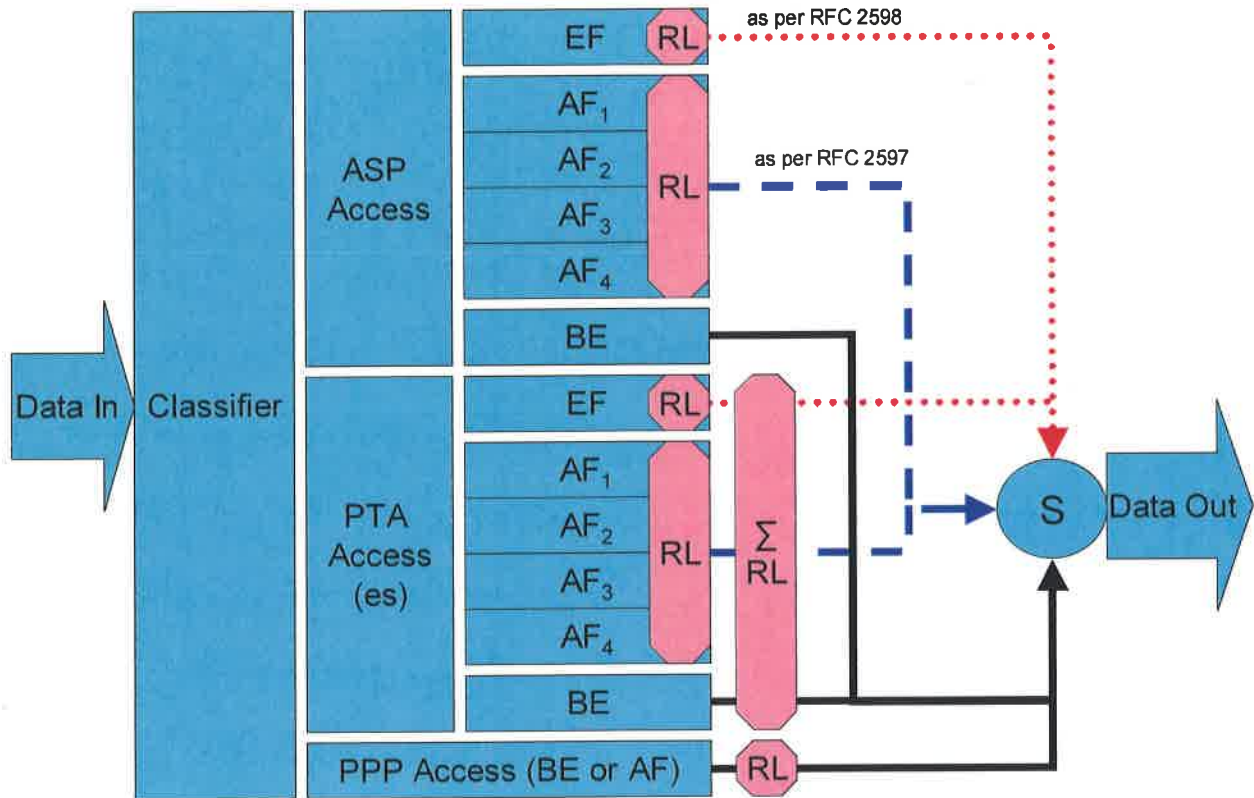 as per RFC 2598
EF
RL
AF1
AF2
AF3
AF4
RL
as per RFC 2597
ASP
Access
BE
Data In
Classifier
EF
RL
AF1
AF2
AF3
AF4
RL
PTA
Access
(es)
Σ
RL
S
Data Out
BE
PPP Access (BE or AF)
RL